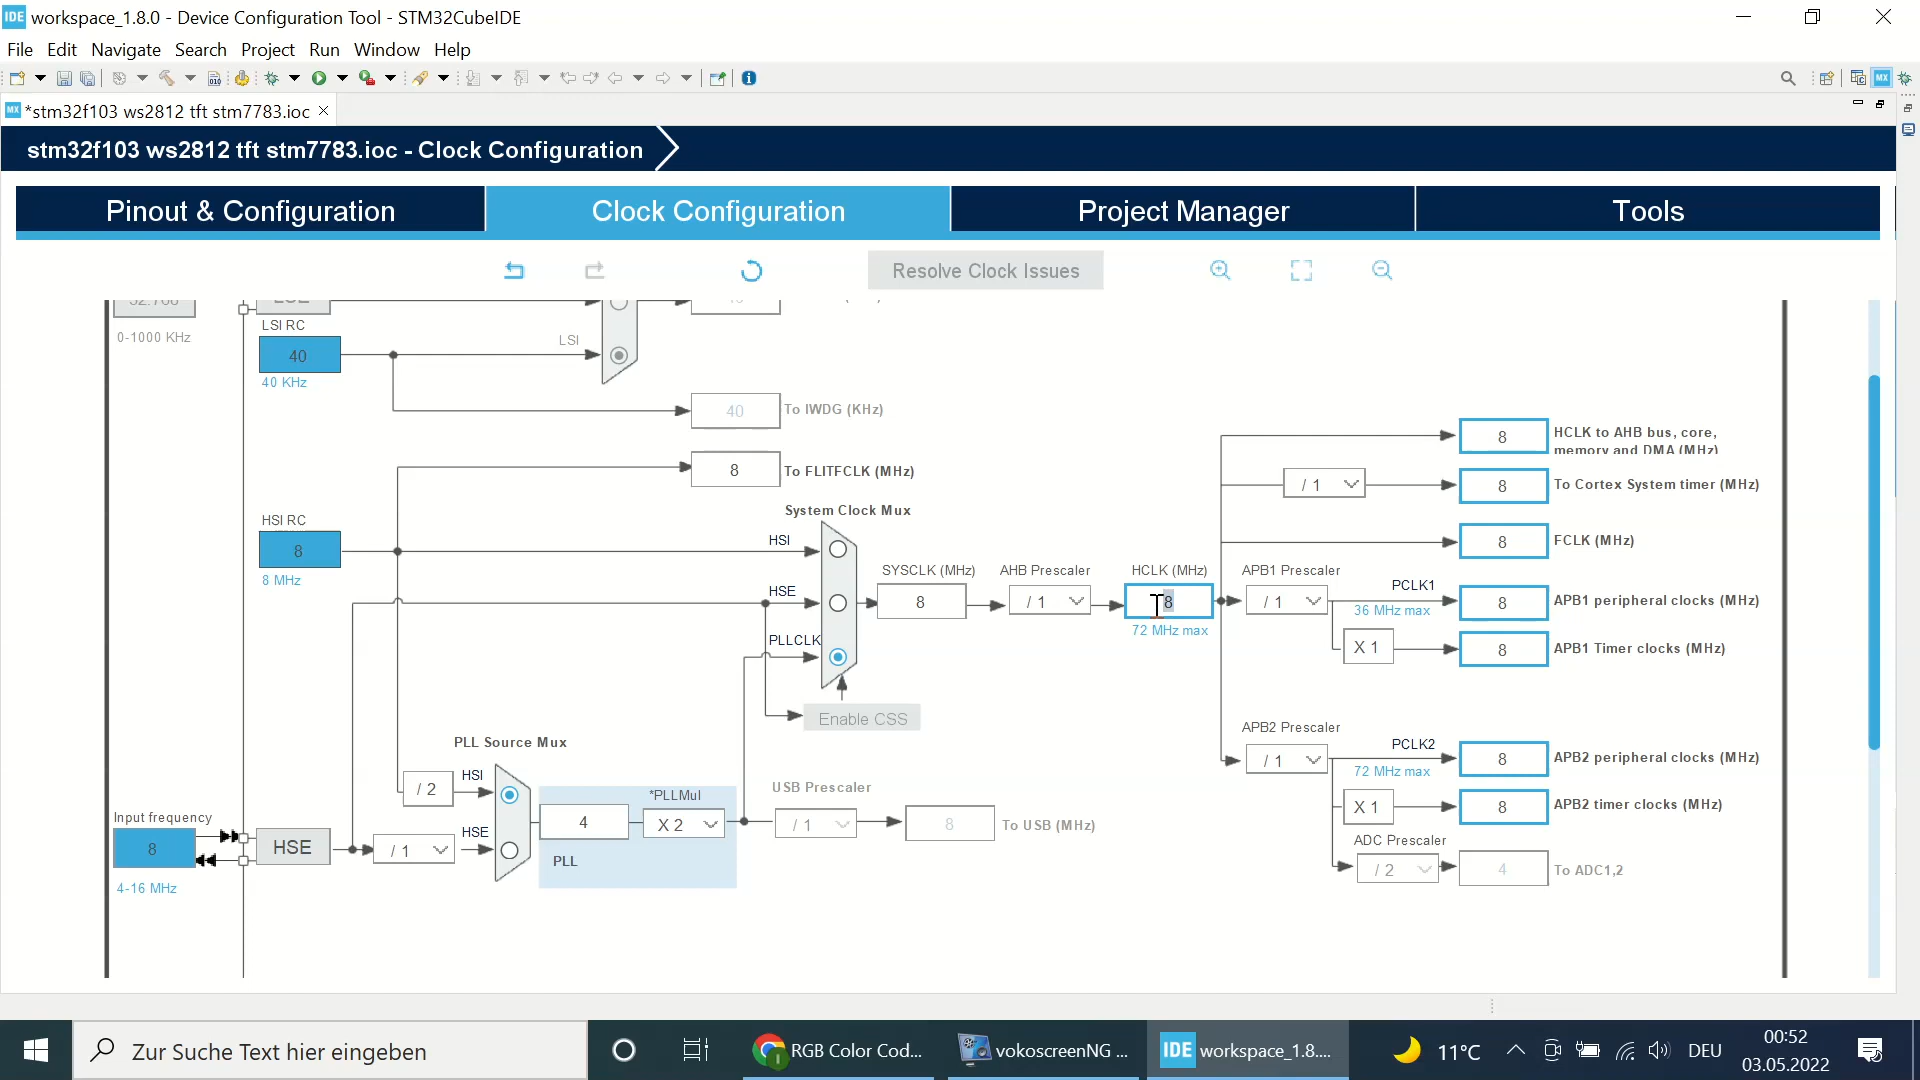 IDE workspace_1.8.0 - Device Configuration Tool - STM32CubeIDE
File Edit Navigate Search Project Run Window Help
MX *stm32f103 ws2812 tft stm7783.ioc
stm32f103 ws2812 tft stm7783.ioc - Clock Configuration
Pinout & Configuration Clock Configuration Project Manager Tools
Resolve Clock Issues
0-1000 KHz
LSI RC
40
40 KHz
LSI
40 To IWDG (KHz)
8 To FLITFCLK (MHz)
HSI RC
8
8 MHz
System Clock Mux
HSI
HSE
PLLCLK
SYSCLK (MHz)
8
AHB Prescaler
/ 1
HCLK (MHz)
8
72 MHz max
Enable CSS
8 HCLK to AHB bus, core,
memory and DMA (MHz)
/ 1 8 To Cortex System timer (MHz)
8 FCLK (MHz)
APB1 Prescaler
/ 1
PCLK1
36 MHz max
8 APB1 peripheral clocks (MHz)
X 1 8 APB1 Timer clocks (MHz)
APB2 Prescaler
/ 1
PCLK2
72 MHz max
8 APB2 peripheral clocks (MHz)
X 1 8 APB2 timer clocks (MHz)
ADC Prescaler
/ 2 4 To ADC1,2
PLL Source Mux
/ 2 HSI
HSE
4
*PLLMul
X 2
PLL
USB Prescaler
/ 1 8 To USB (MHz)
Input frequency
8
4-16 MHz
HSE
/ 1
Zur Suche Text hier eingeben
RGB Color Cod...
vokoscreenNG ...
IDE workspace_1.8....
11°C
DEU
00:52
03.05.2022